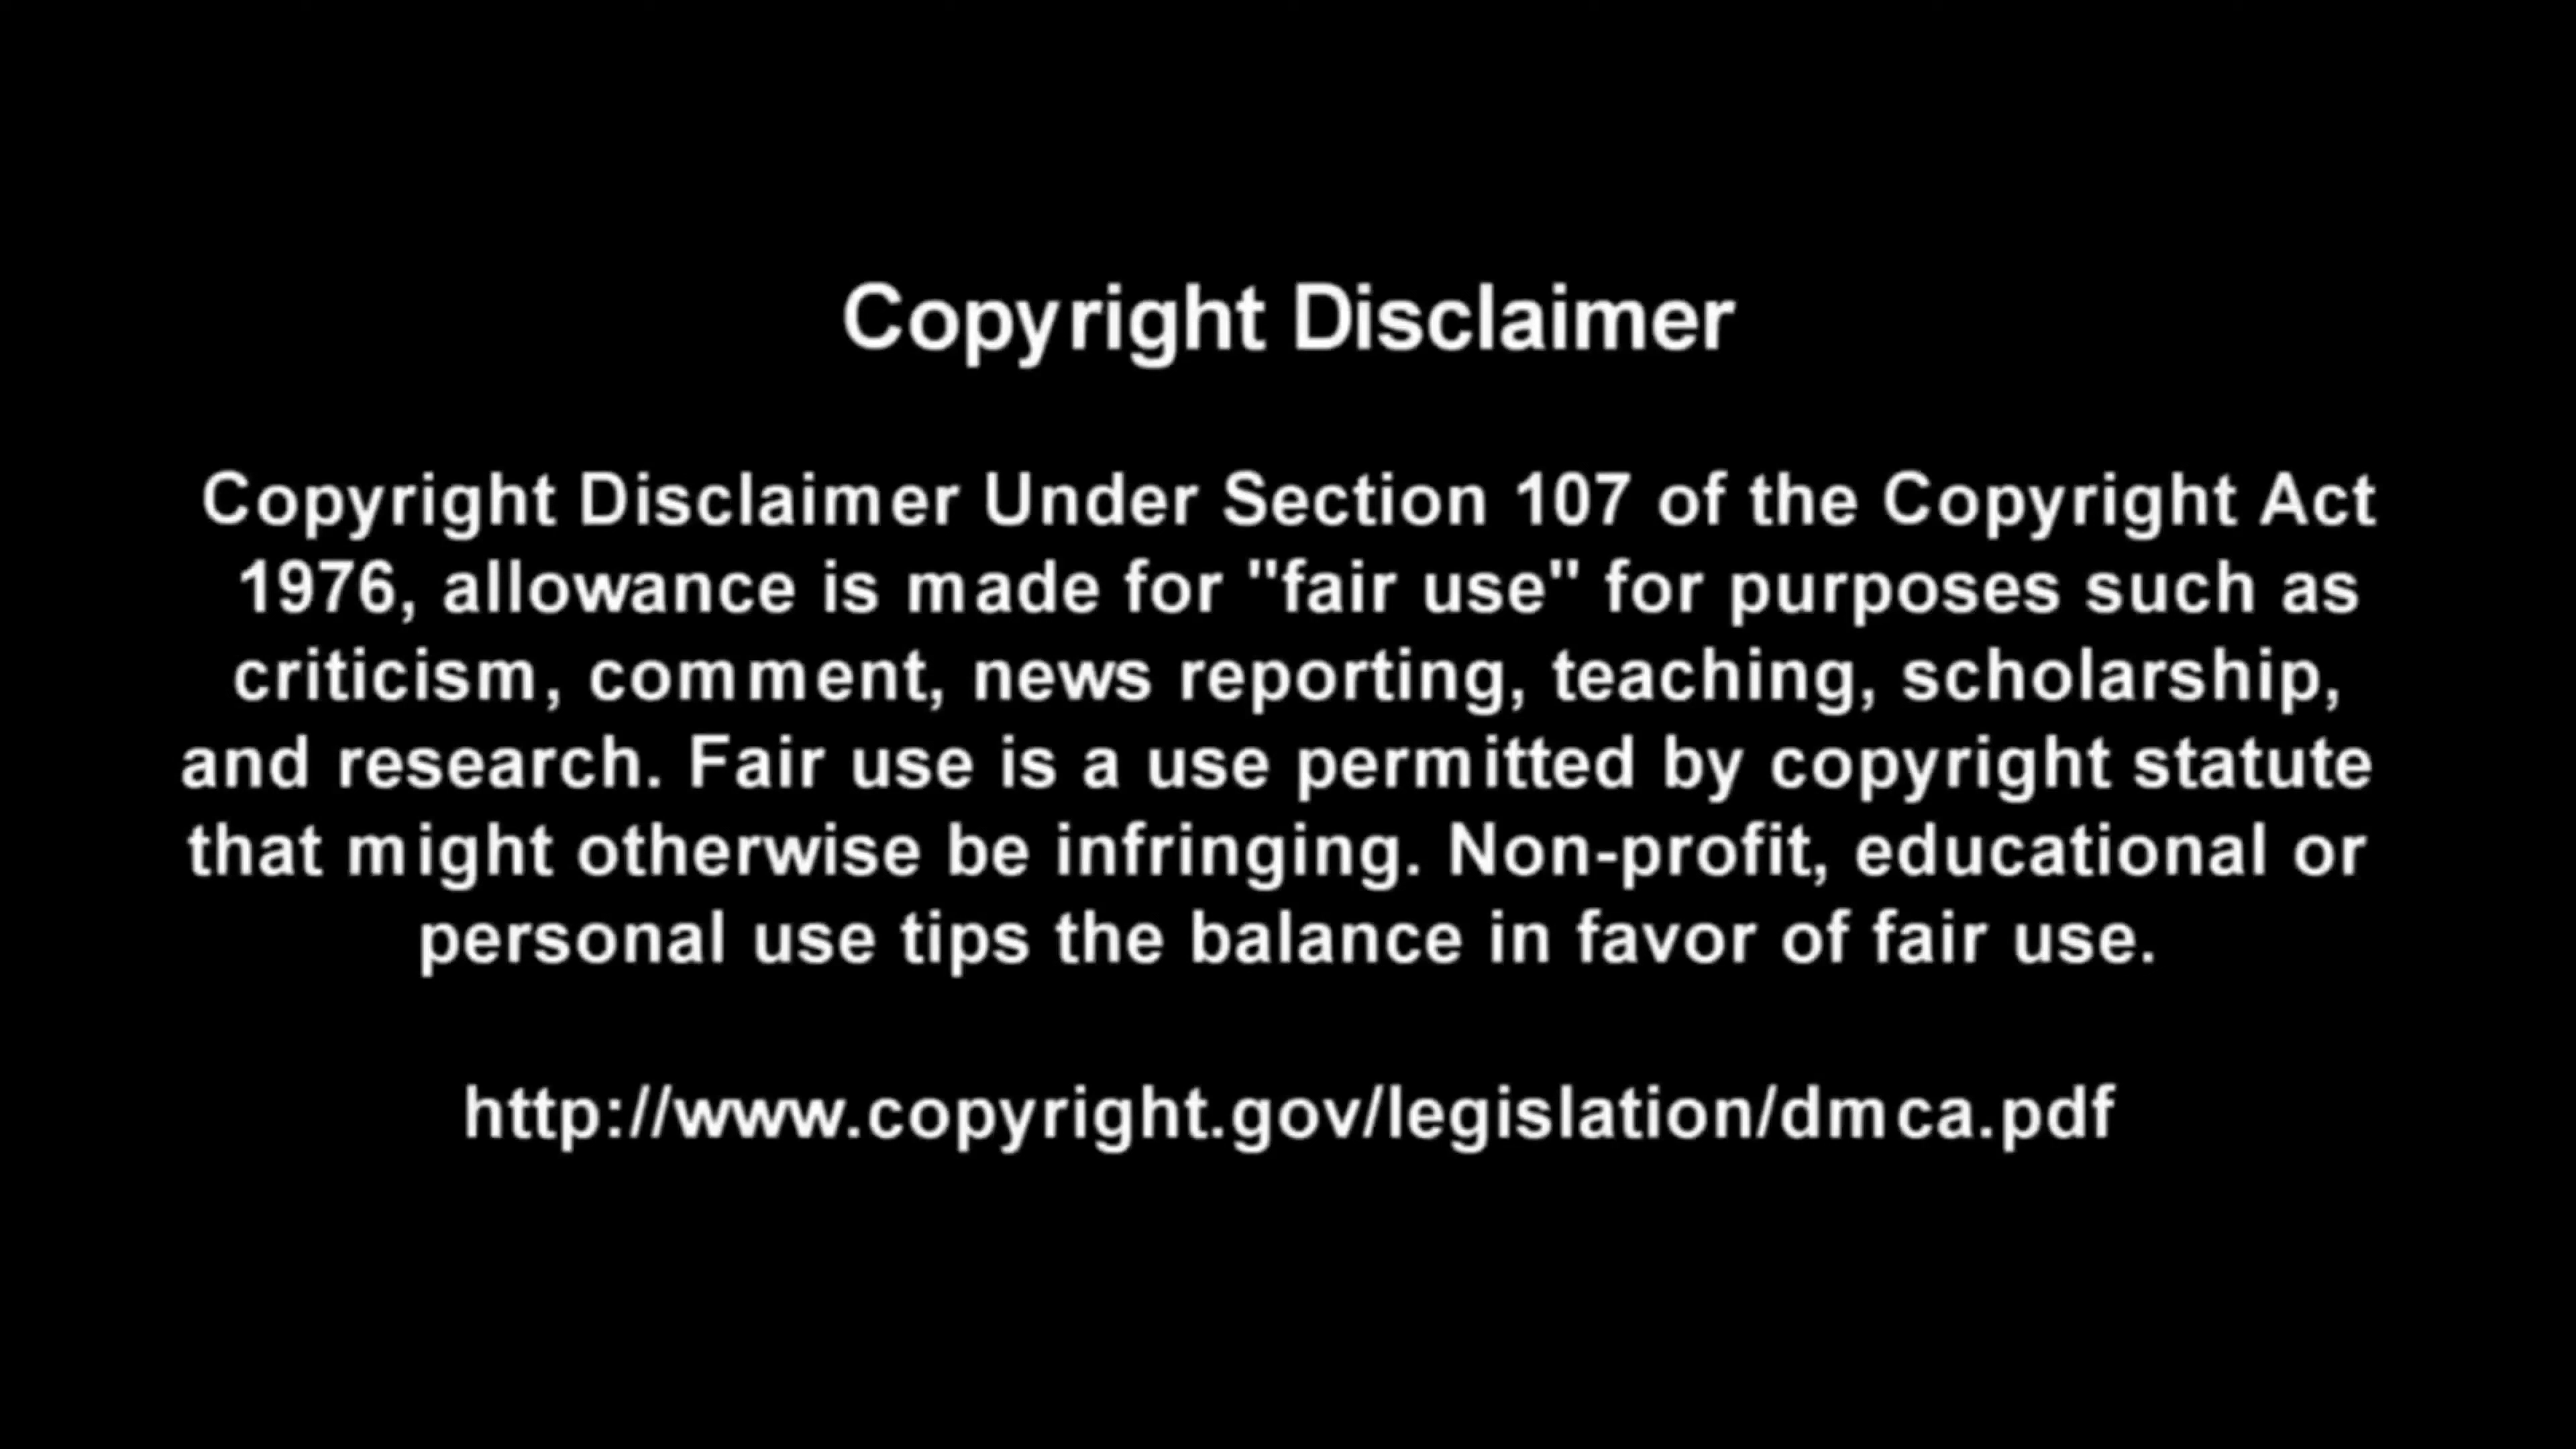 Copyright Disclaimer
Copyright Disclaimer Under Section 107 of the Copyright Act
1976, allowance is made for "fair use" for purposes such as
criticism, comment, news reporting, teaching, scholarship,
and research. Fair use is a use permitted by copyright statute
that might otherwise be infringing. Non-profit, educational or
personal use tips the balance in favor of fair use.
http://www.copyright.gov/legislation/dmca.pdf